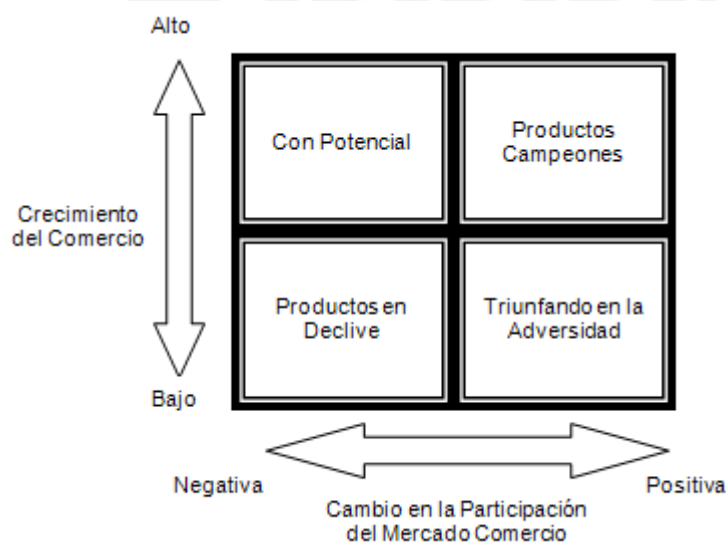 Alto
Con Potencial
Productos
Campeones
Crecimiento
del Comercio
Productos en
Declive
Triunfando en la
Adversidad
Bajo
Negativa
Positiva
Cambio en la Participación
del Mercado Comercio